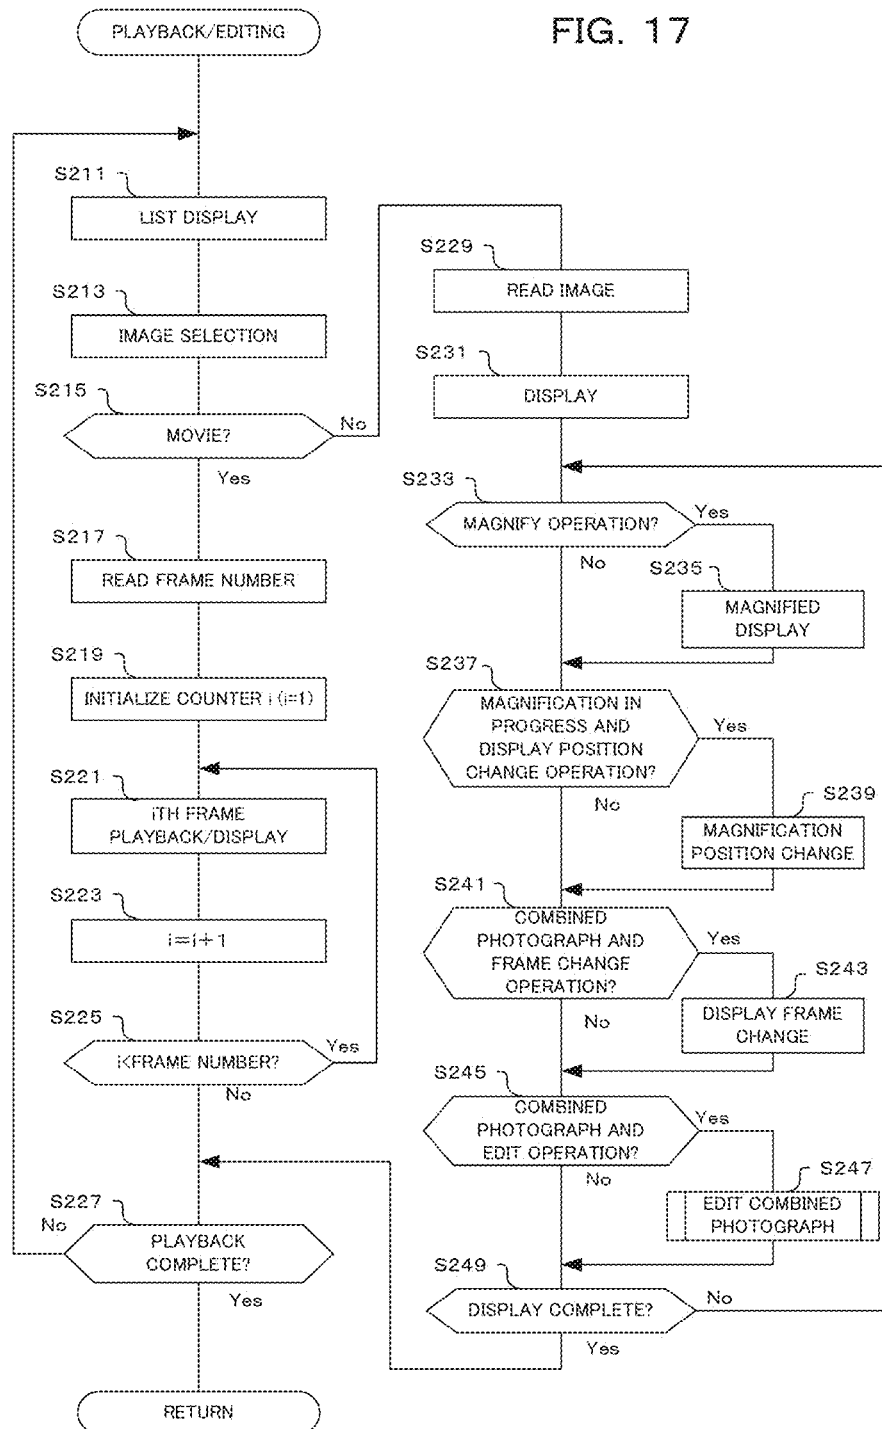 FIG. 17
PLAYBACK/EDITING
S211
LIST DISPLAY
S213
IMAGE SELECTION
S215
MOVIE?
No
Yes
S217
READ FRAME NUMBER
S219
INITIALIZE COUNTER i (i=1)
S221
iTH FRAME
PLAYBACK/DISPLAY
S223
i=i+1
S225
i<FRAME NUMBER?
Yes
No
S227
No
PLAYBACK
COMPLETE?
Yes
RETURN
S229
READ IMAGE
S231
DISPLAY
S233
MAGNIFY OPERATION?
Yes
No
S235
MAGNIFIED
DISPLAY
S237
MAGNIFICATION IN
PROGRESS AND
DISPLAY POSITION
CHANGE OPERATION?
Yes
No
S239
MAGNIFICATION
POSITION CHANGE
S241
COMBINED
PHOTOGRAPH AND
FRAME CHANGE
OPERATION?
Yes
No
S243
DISPLAY FRAME
CHANGE
S245
COMBINED
PHOTOGRAPH AND
EDIT OPERATION?
Yes
No
S247
EDIT COMBINED
PHOTOGRAPH
S249
DISPLAY COMPLETE?
No
Yes